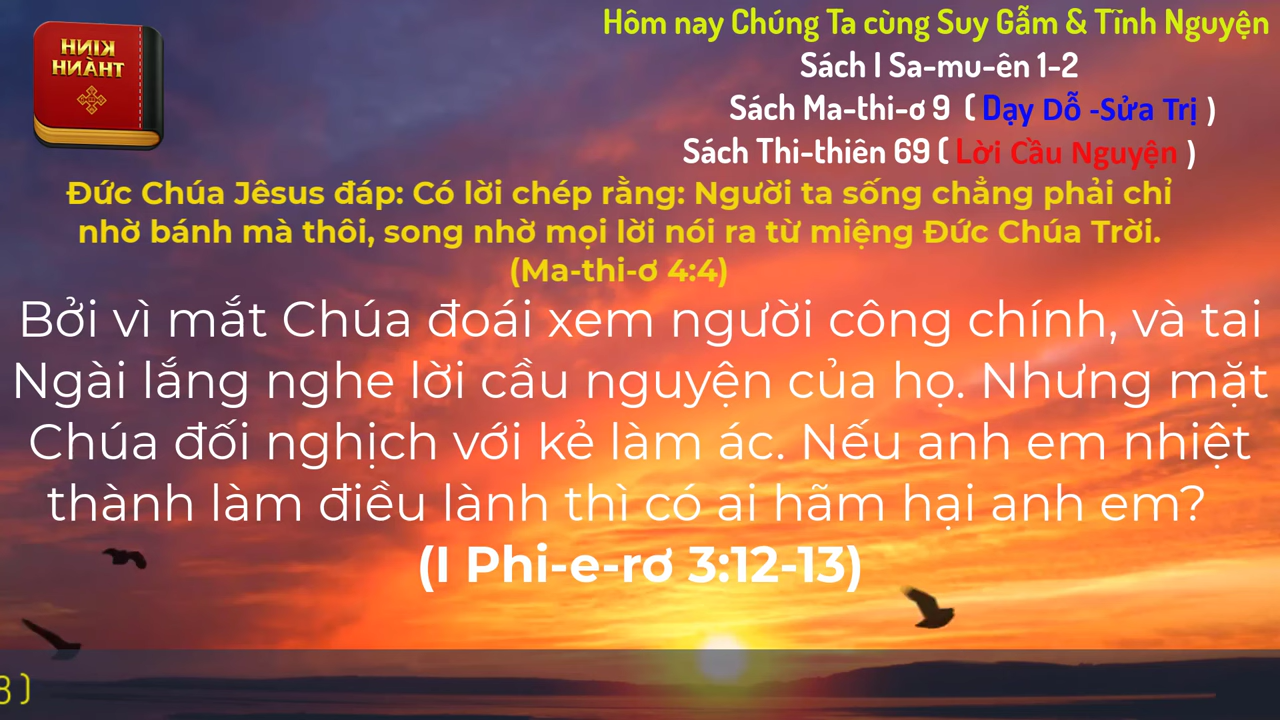 KINH
THÀNH
Hôm nay Chúng Ta cùng Suy Gẫm & Tĩnh Nguyện
Sách I Sa-mu-ên 1-2
Sách Ma-thi-ơ 9 ( Dạy Dỗ -Sửa Trị )
Sách Thi-thiên 69 ( Lời Cầu Nguyện )
Đức Chúa Jêsus đáp: Có lời chép rằng: Người ta sống chẳng phải chỉ
nhờ bánh mà thôi, song nhờ mọi lời nói ra từ miệng Đức Chúa Trời.
(Ma-thi-ơ 4:4)
Bởi vì mắt Chúa đoái xem người công chính, và tai
Ngài lắng nghe lời cầu nguyện của họ. Nhưng mặt
Chúa đối nghịch với kẻ làm ác. Nếu anh em nhiệt
thành làm điều lành thì có ai hãm hại anh em?
(I Phi-e-rơ 3:12-13)
8 )